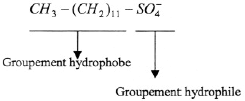 CH₃ − (CH₂)₁₁ − SO₄⁻
Groupement hydrophobe
Groupement hydrophile